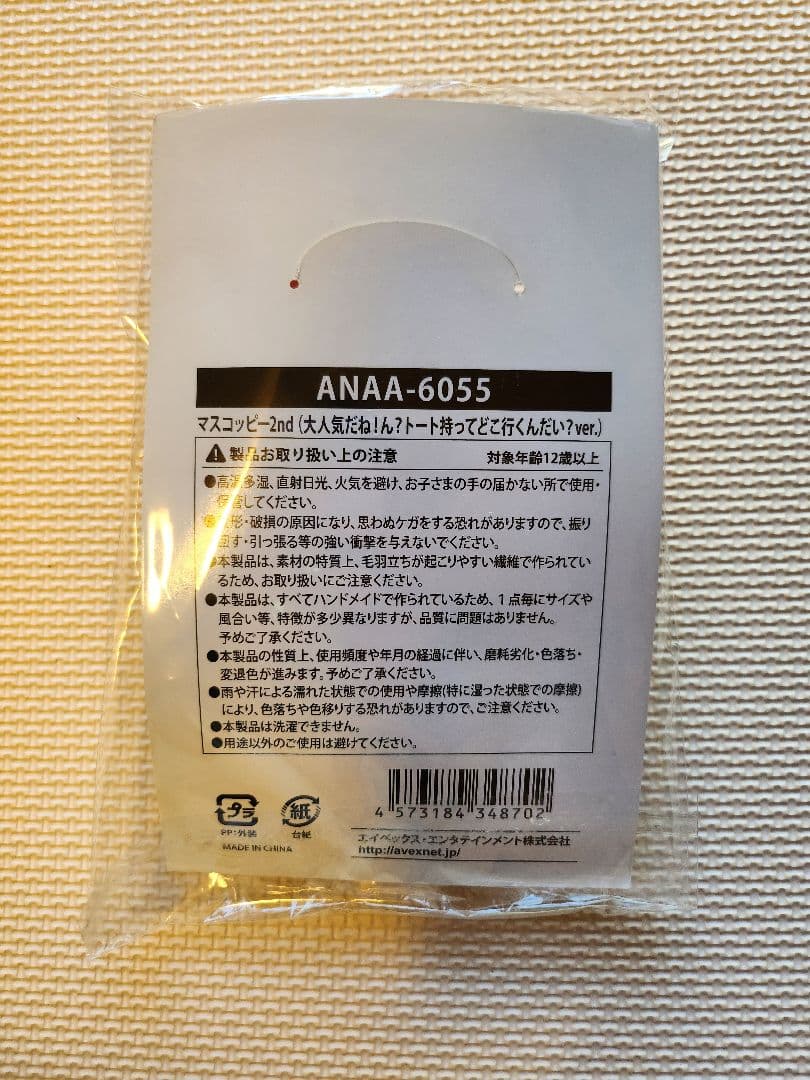 ANAA-6055
マスコッピー2nd（大人気だね!ん?トート持ってどこ行くんだい?ver.）
製品お取り扱い上の注意 対象年齢12歳以上
●高温多湿、直射日光、火気を避け、お子さまの手の届かない所で使用・
保管してください。
●変形・破損の原因になり、思わぬケガをする恐れがありますので、振り
回す・引っ張る等の強い衝撃を与えないでください。
●本製品は、素材の特質上、毛羽立ちが起こりやすい繊維で作られてい
るため、お取り扱いにご注意ください。
●本製品は、すべてハンドメイドで作られているため、1点毎にサイズや
風合い等、特徴が多少異なりますが、品質に問題はありません。
予めご了承ください。
●本製品の性質上、使用頻度や年月の経過に伴い、磨耗劣化・色落ち・
変退色が進みます。予めご了承ください。
●雨や汗による濡れた状態での使用や摩擦(特に湿った状態での摩擦)
により、色落ちや色移りする恐れがありますので、ご注意ください。
●本製品は洗濯できません。
●用途以外のご使用は避けてください。
プラ 紙
PP:外装 台紙
MADE IN CHINA
4 573184 348702
エイベックス・エンタテインメント株式会社
http://avexnet.jp/